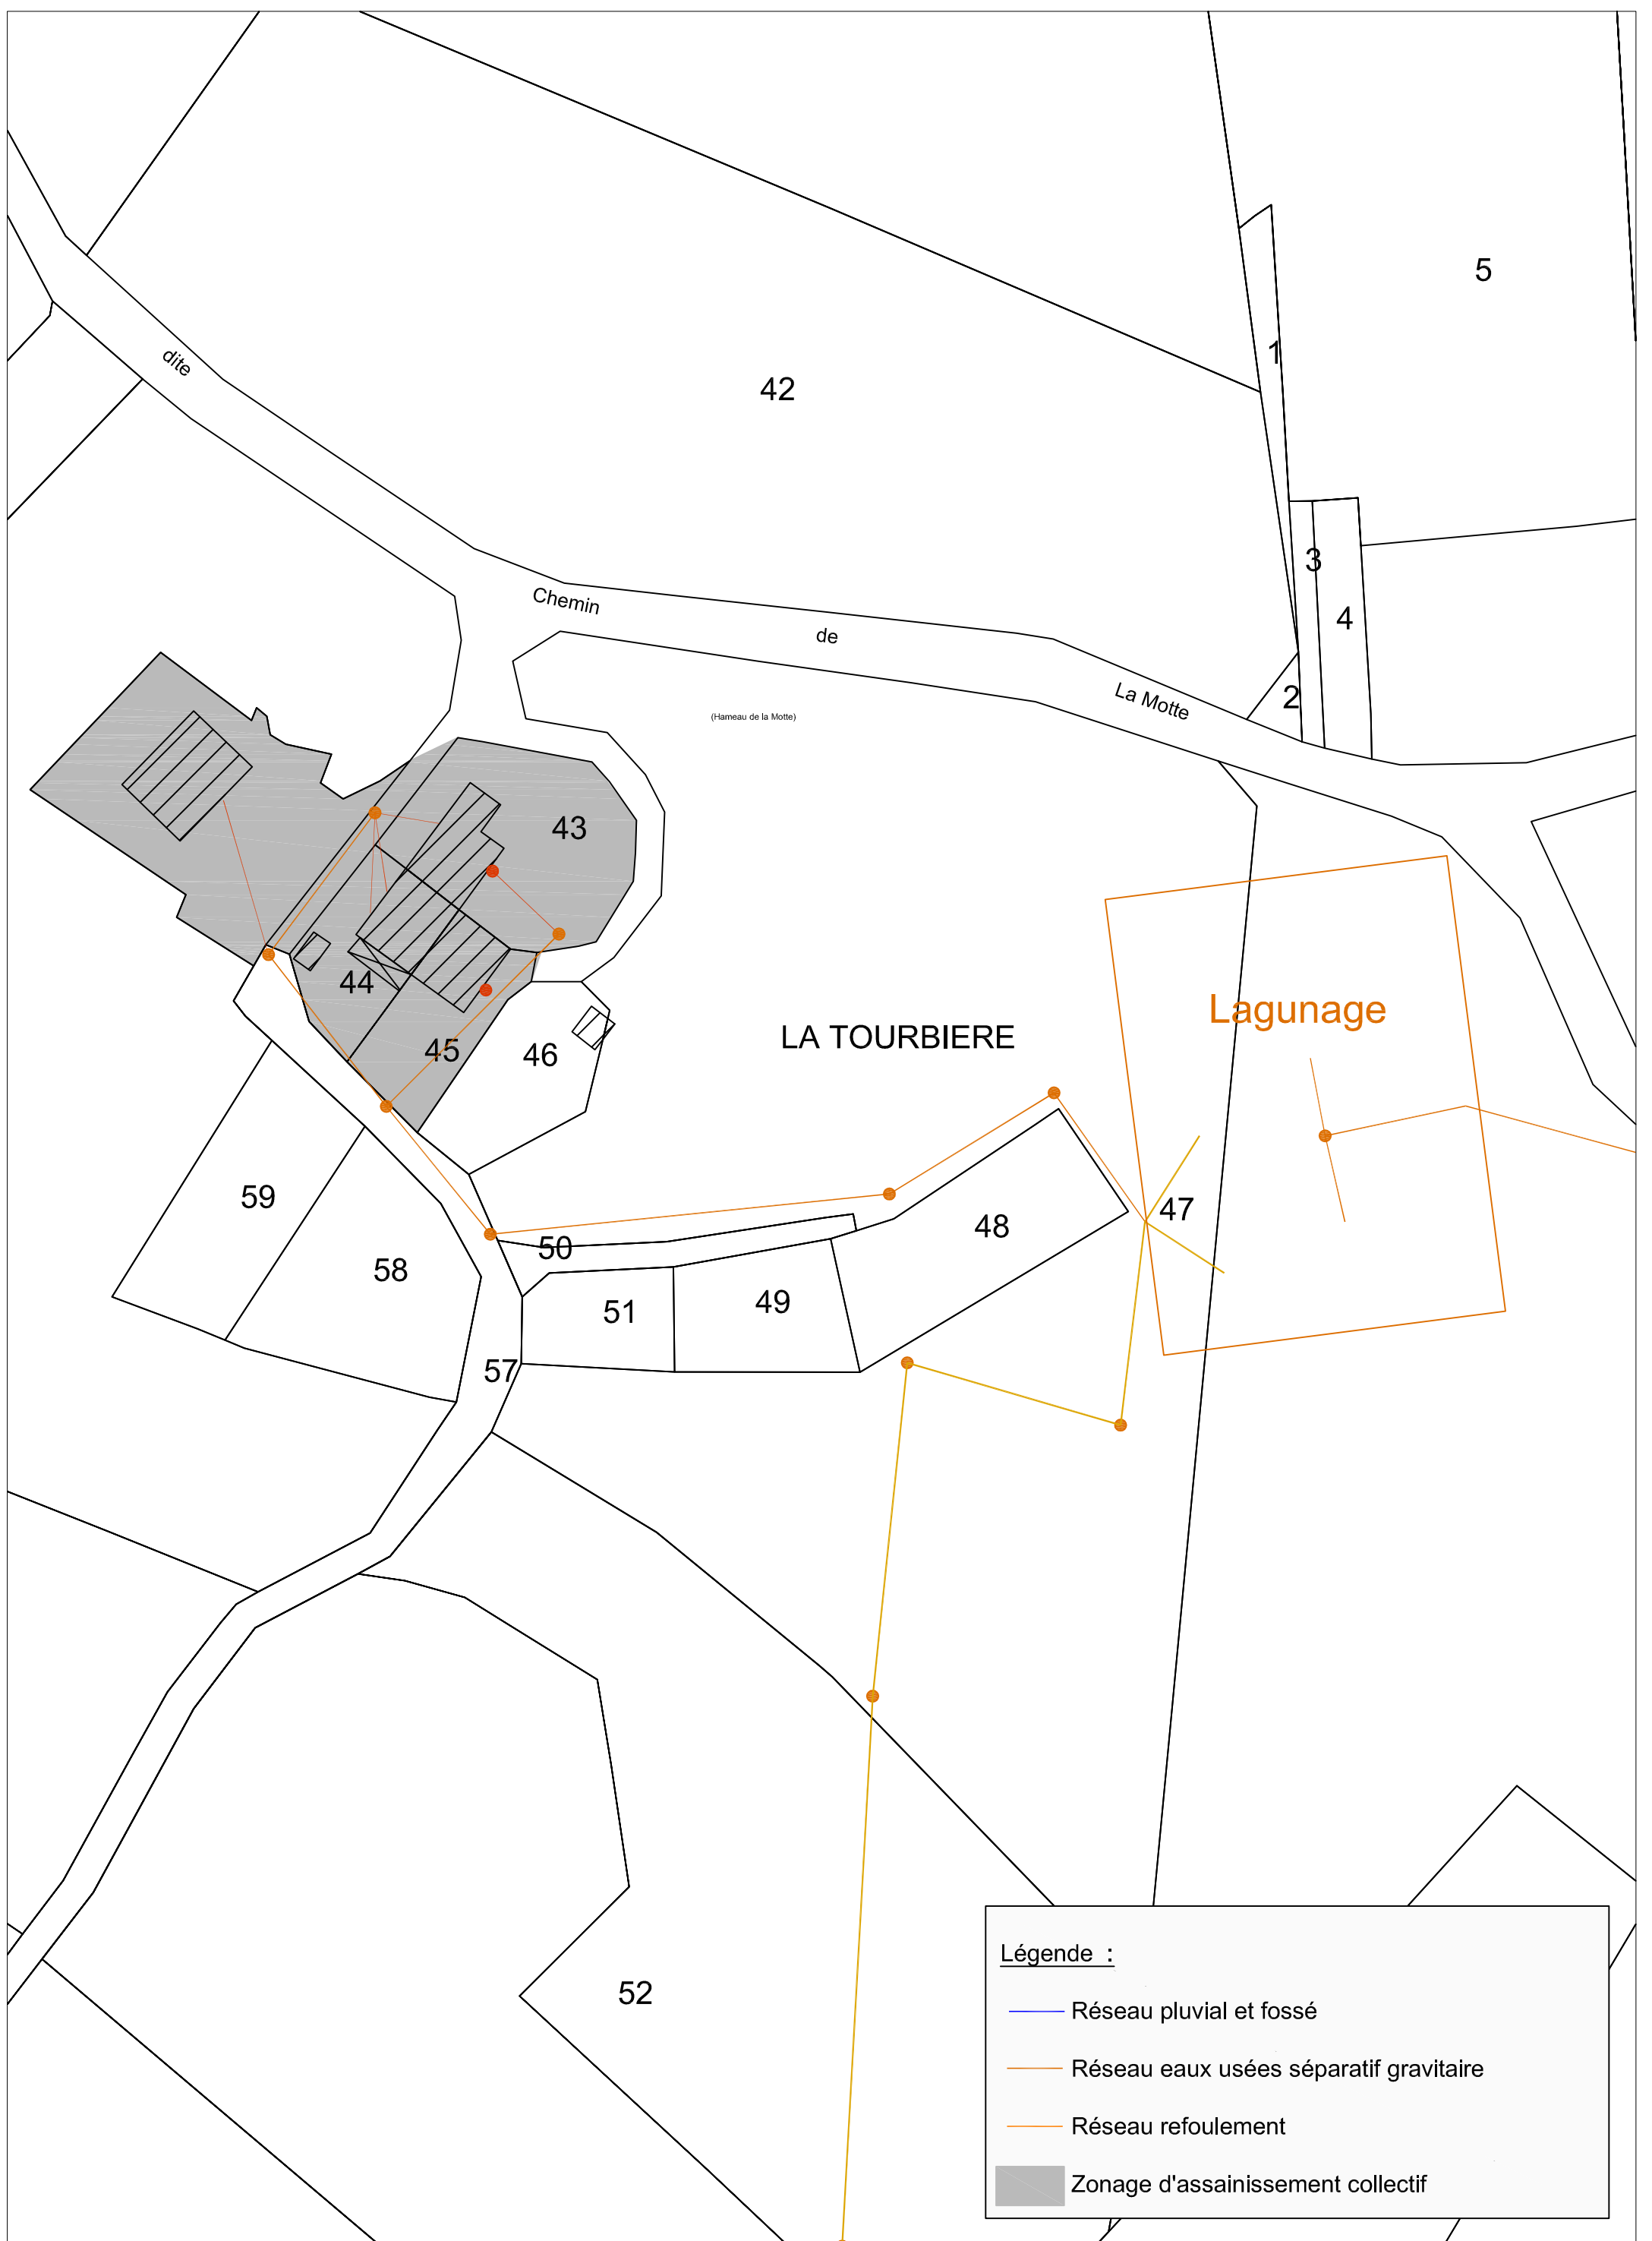 5
1
dite
42
3
Chemin
4
de
2
La Motte
(Hameau de la Motte)
43
44
Lagunage
LA TOURBIERE
45
46
59
47
48
50
58
49
51
57
Légende :
52
Réseau pluvial et fossé
Réseau eaux usées séparatif gravitaire
Réseau refoulement
Zonage d'assainissement collectif